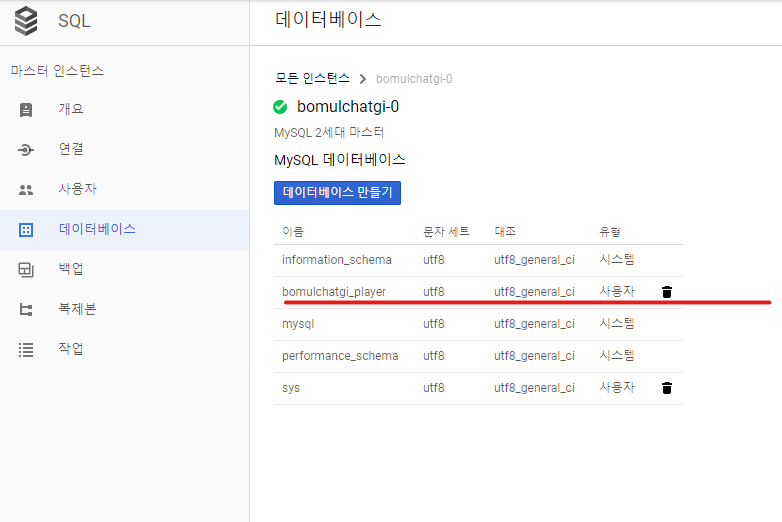 SQL
데이터베이스
마스터 인스턴스
개요
연결
사용자
데이터베이스
백업
복제본
작업
모든 인스턴스 > bomulchatgi-0
bomulchatgi-0
MySQL 2세대 마스터
MySQL 데이터베이스
데이터베이스 만들기
이름 문자 세트 대조 유형
information_schema utf8 utf8_general_ci 시스템
bomulchatgi_player utf8 utf8_general_ci 사용자
mysql utf8 utf8_general_ci 시스템
performance_schema utf8 utf8_general_ci 시스템
sys utf8 utf8_general_ci 사용자